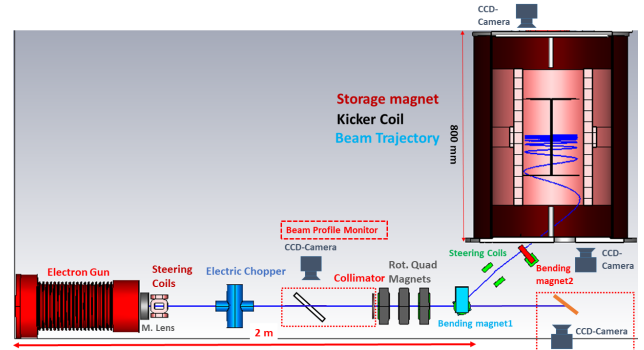 CCD-
Camera
Storage magnet
Kicker Coil
Beam Trajectory
800 mm
Beam Profile Monitor
CCD-Camera
Electron Gun
Steering
Coils
Electric Chopper
Collimator
Rot. Quad
Magnets
Steering Coils
CCD-
Camera
Bending
magnet2
M. Lens
Bending magnet1
2 m
CCD-Camera